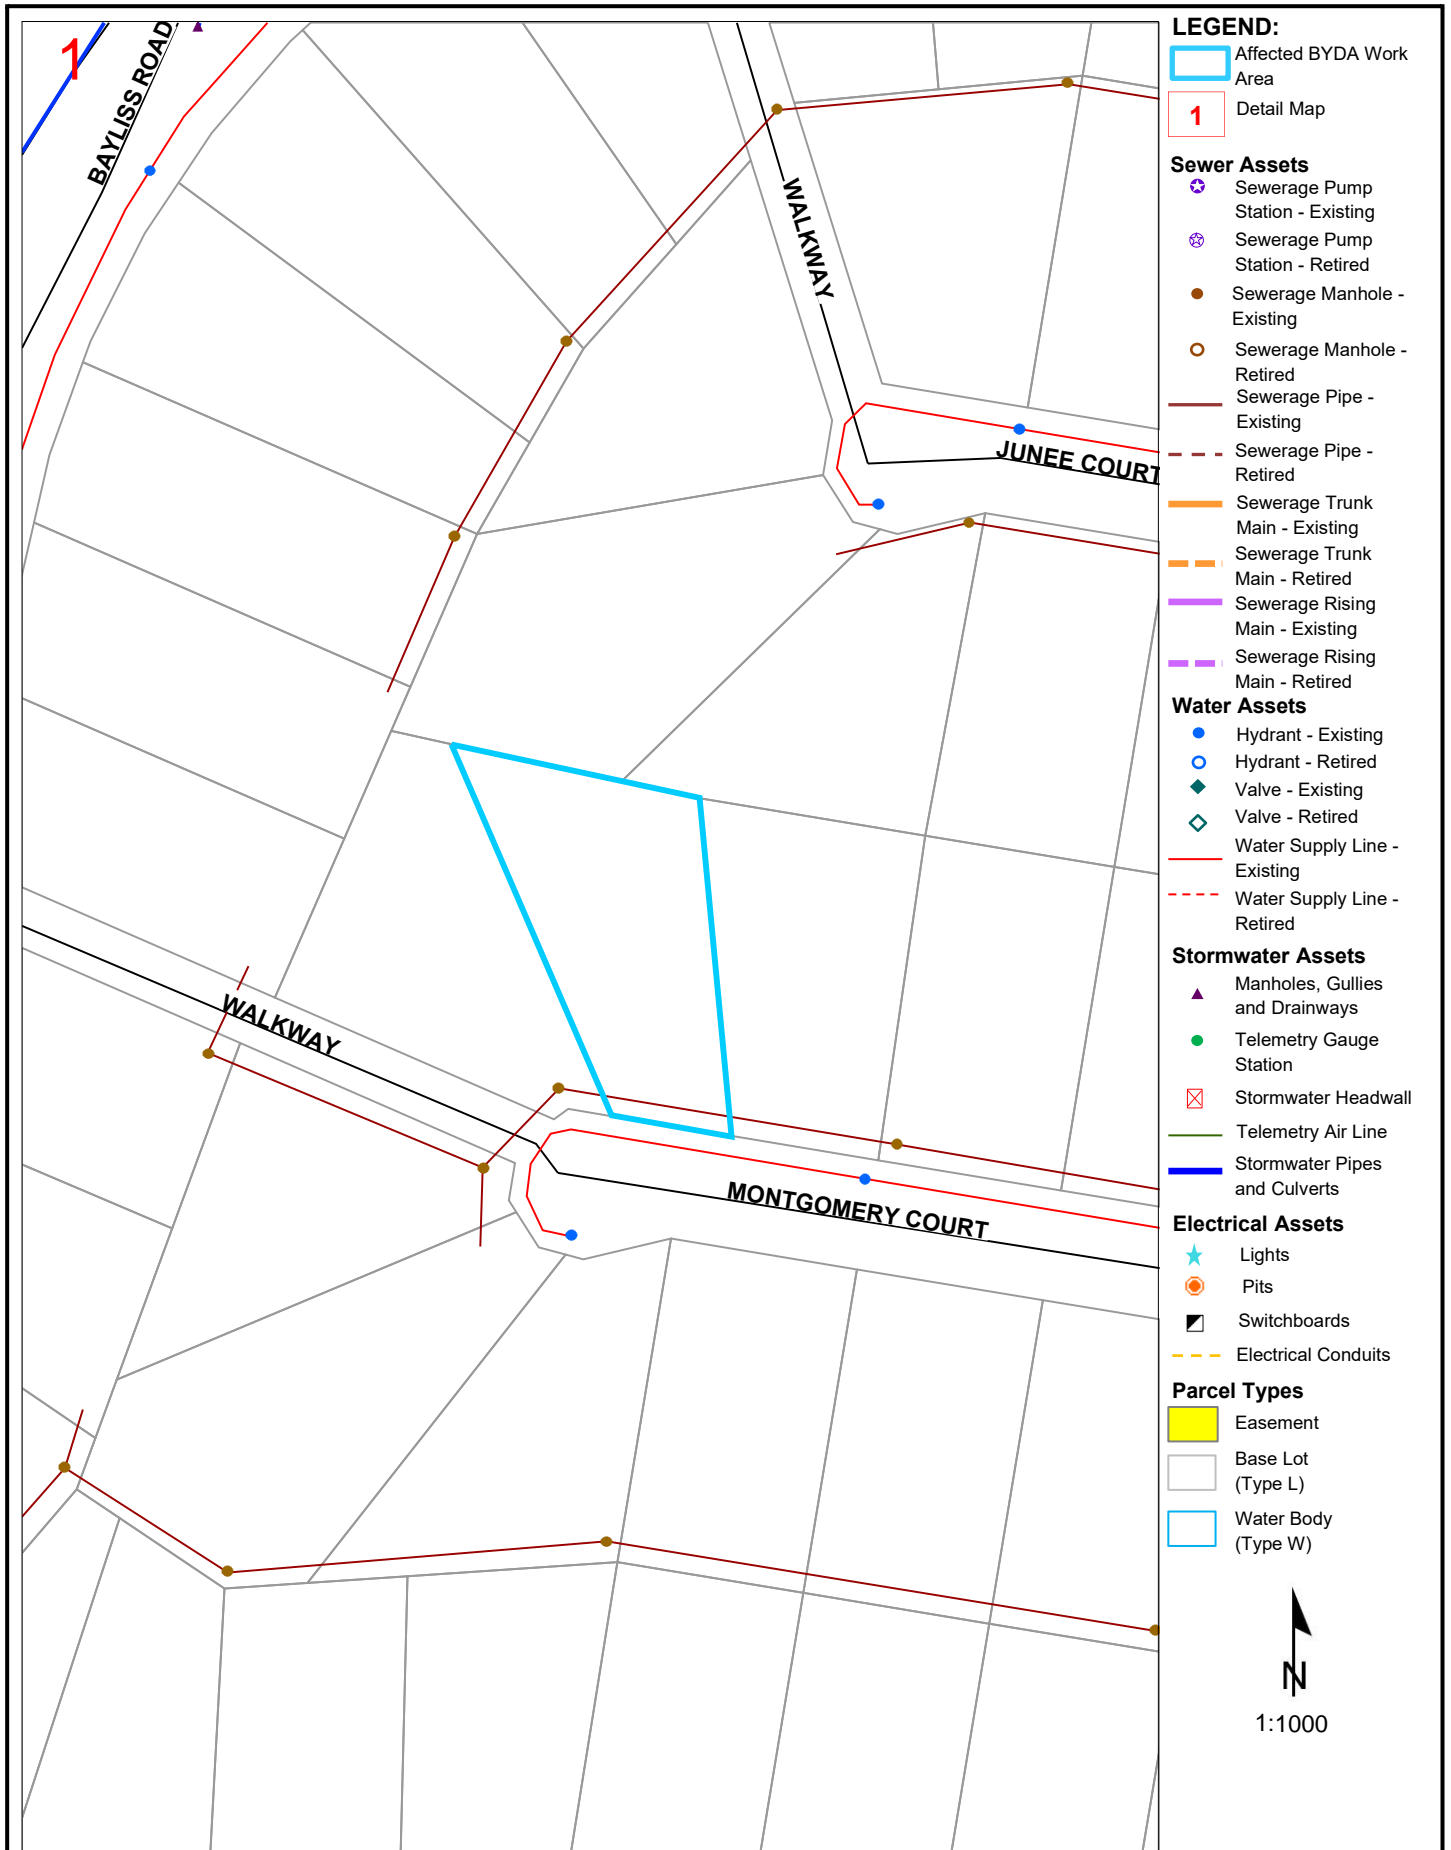 1
BAYLISS ROAD
WALKWAY
JUNEE COURT
WALKWAY
MONTGOMERY COURT
LEGEND:
Affected BYDA Work
Area
1
Detail Map
Sewer Assets
Sewerage Pump
Station - Existing
Sewerage Pump
Station - Retired
Sewerage Manhole -
Existing
Sewerage Manhole -
Retired
Sewerage Pipe -
Existing
Sewerage Pipe -
Retired
Sewerage Trunk
Main - Existing
Sewerage Trunk
Main - Retired
Sewerage Rising
Main - Existing
Sewerage Rising
Main - Retired
Water Assets
Hydrant - Existing
Hydrant - Retired
Valve - Existing
Valve - Retired
Water Supply Line -
Existing
Water Supply Line -
Retired
Stormwater Assets
Manholes, Gullies
and Drainways
Telemetry Gauge
Station
Stormwater Headwall
Telemetry Air Line
Stormwater Pipes
and Culverts
Electrical Assets
Lights
Pits
Switchboards
Electrical Conduits
Parcel Types
Easement
Base Lot
(Type L)
Water Body
(Type W)
N
1:1000